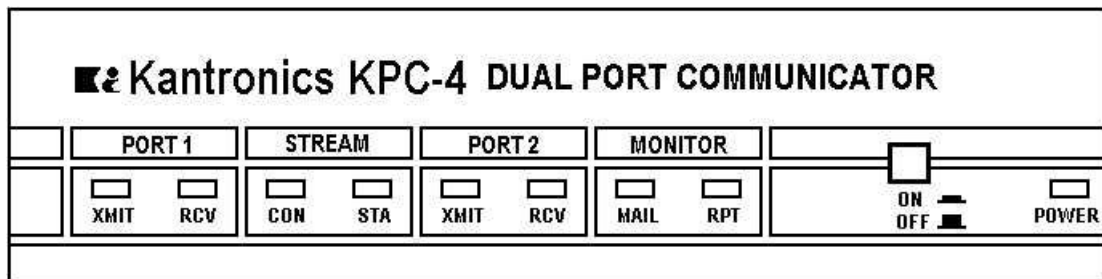 Kantronics KPC-4 DUAL PORT COMMUNICATOR
PORT 1 STREAM PORT 2 MONITOR
XMIT RCV CON STA XMIT RCV MAIL RPT
ON
OFF
POWER